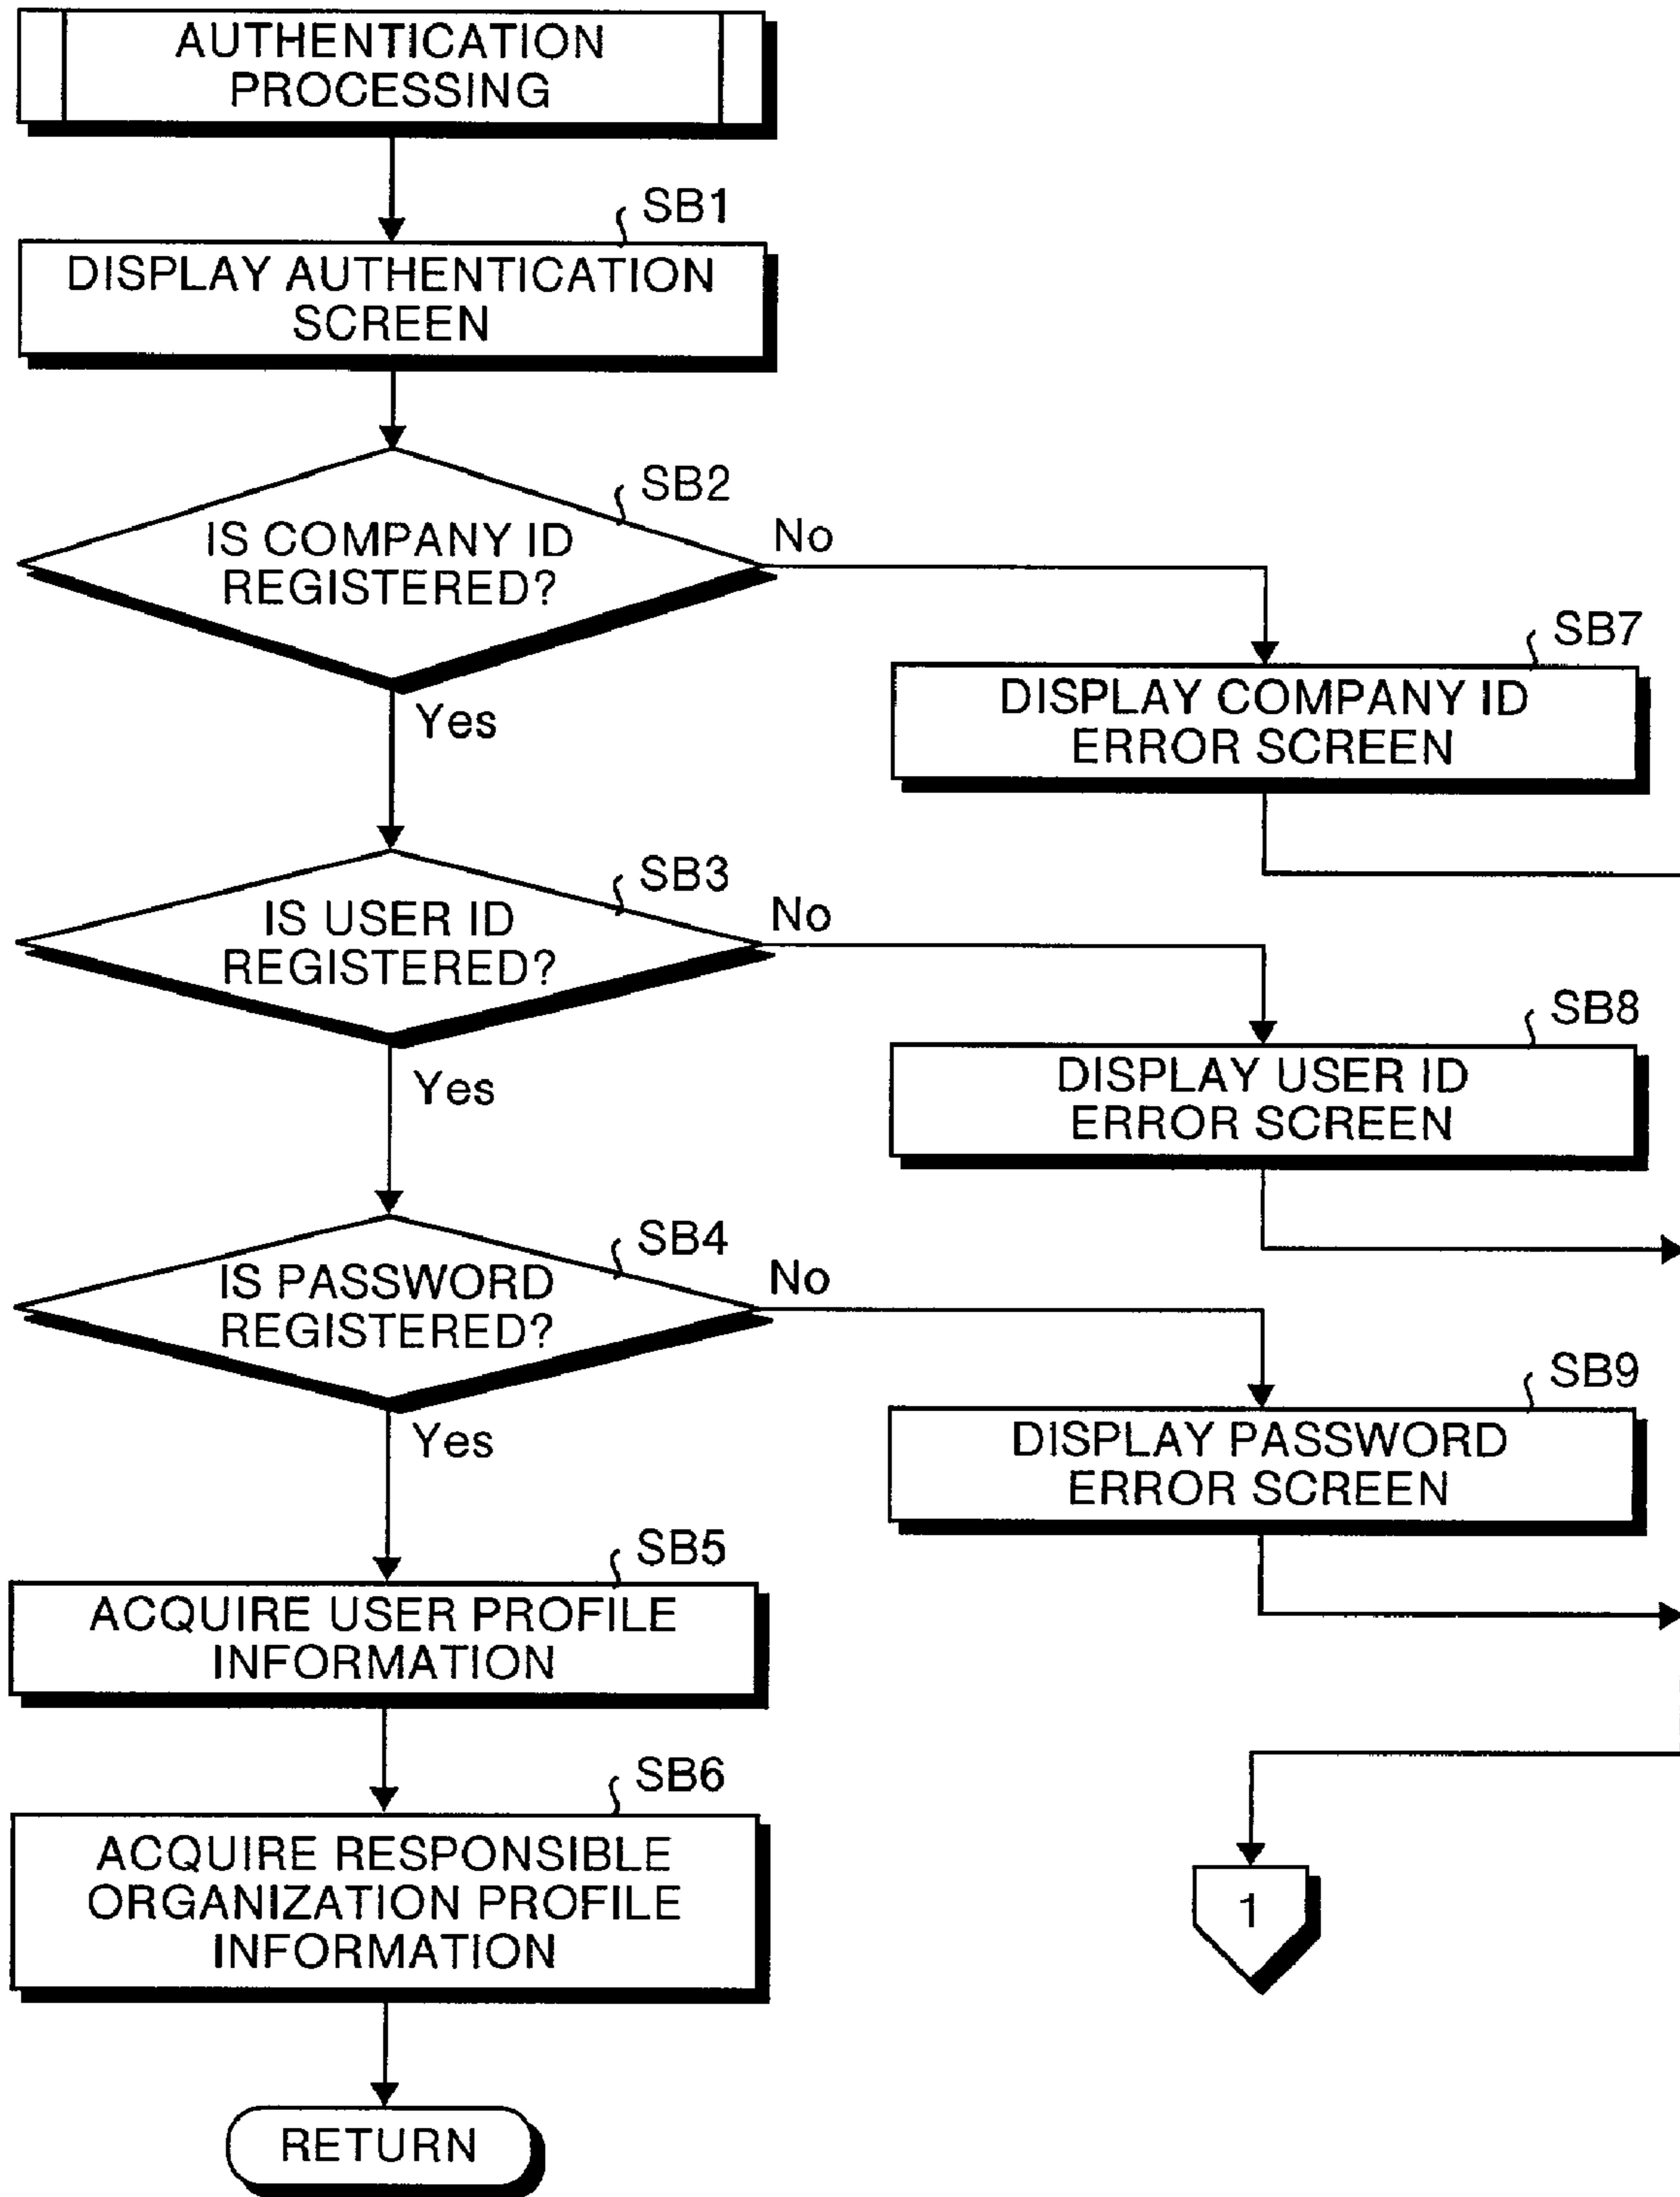 AUTHENTICATION
PROCESSING
SB1
DISPLAY AUTHENTICATION
SCREEN
SB2
IS COMPANY ID
REGISTERED?
No
Yes
SB7
DISPLAY COMPANY ID
ERROR SCREEN
SB3
IS USER ID
REGISTERED?
No
Yes
SB8
DISPLAY USER ID
ERROR SCREEN
SB4
IS PASSWORD
REGISTERED?
No
Yes
SB9
DISPLAY PASSWORD
ERROR SCREEN
SB5
ACQUIRE USER PROFILE
INFORMATION
SB6
ACQUIRE RESPONSIBLE
ORGANIZATION PROFILE
INFORMATION
1
RETURN